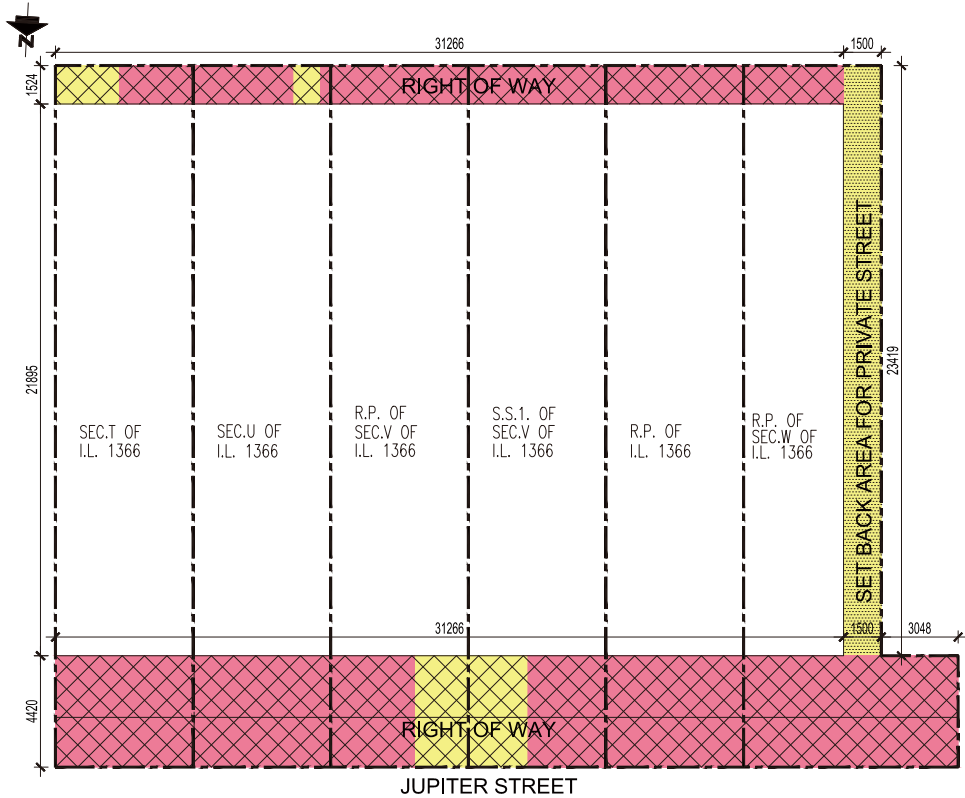 N
31266
1500
1524
RIGHT OF WAY
21895
23419
SET BACK AREA FOR PRIVATE STREET
SEC.T OF
I.L. 1366
SEC.U OF
I.L. 1366
R.P. OF
SEC.V OF
I.L. 1366
S.S.1. OF
SEC.V OF
I.L. 1366
R.P. OF
I.L. 1366
R.P. OF
SEC.W OF
I.L. 1366
31266
1500
3048
4420
RIGHT OF WAY
JUPITER STREET